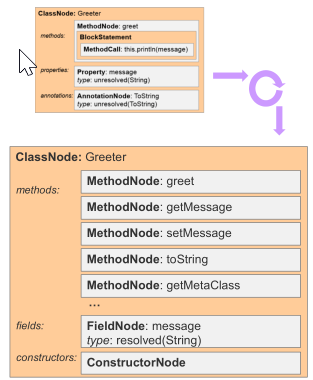 ClassNode: Greeter
methods:
MethodNode: greet
BlockStatement
MethodCall: this.println(message)
properties:
Property: message
type: unresolved(String)
annotations:
AnnotationNode: ToString
type: unresolved(ToString)
ClassNode: Greeter
methods:
MethodNode: greet
MethodNode: getMessage
MethodNode: setMessage
MethodNode: toString
MethodNode: getMetaClass
...
fields:
FieldNode: message
type: resolved(String)
constructors:
ConstructorNode